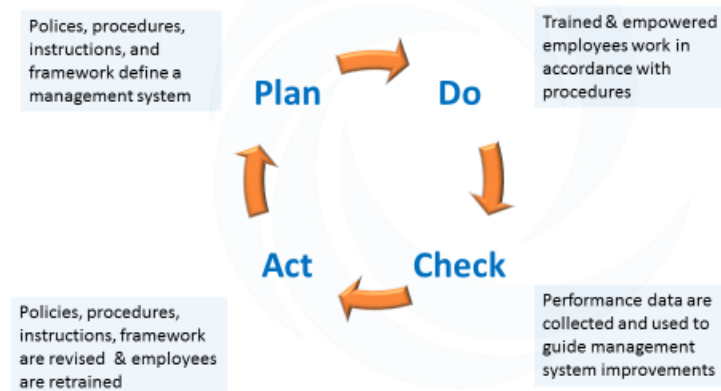 Polices, procedures,
instructions, and
framework define a
management system
Plan
Do
Trained & empowered
employees work in
accordance with
procedures
Act
Check
Policies, procedures,
instructions, framework
are revised & employees
are retrained
Performance data are
collected and used to
guide management
system improvements